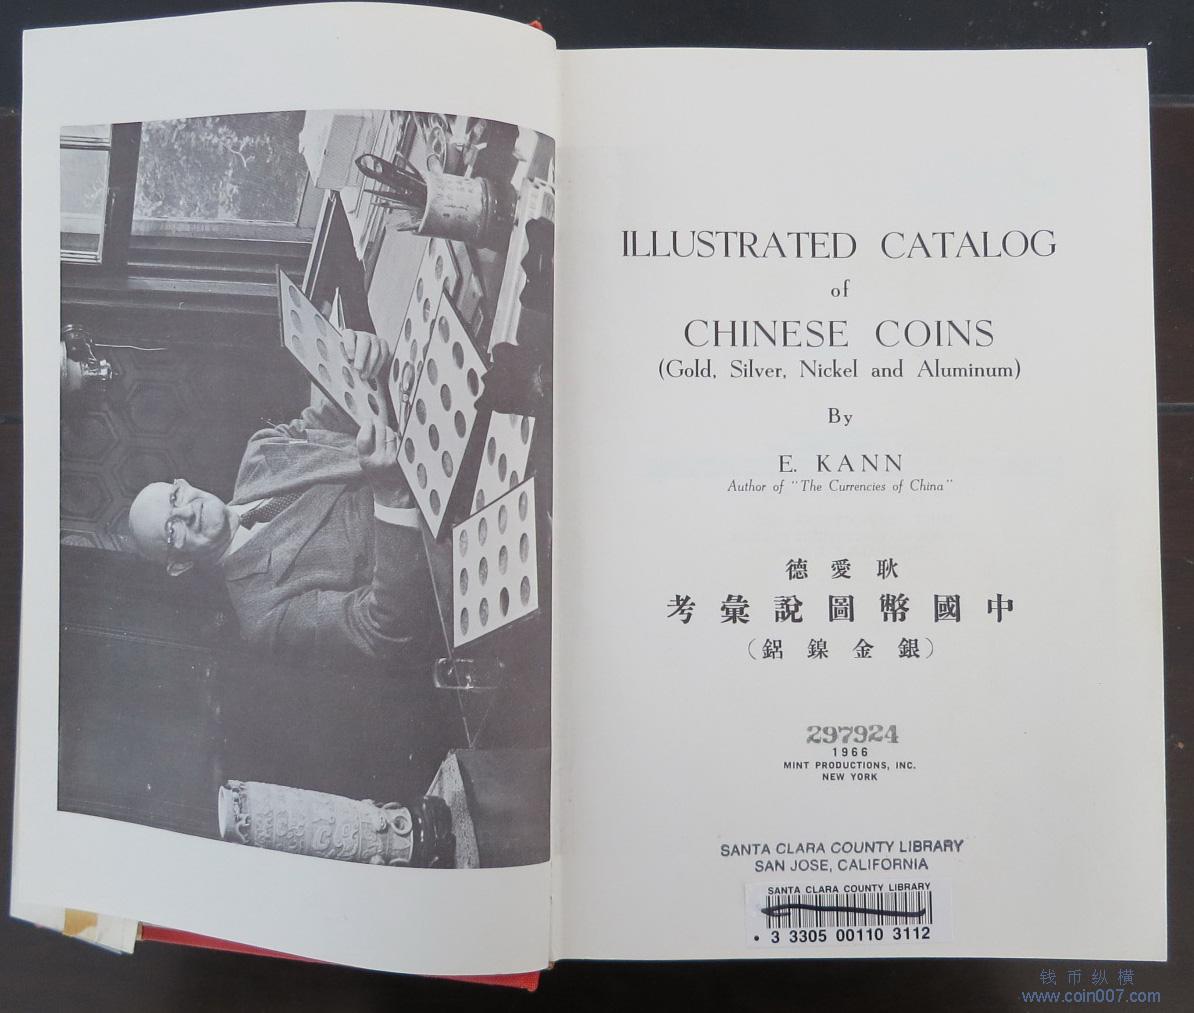 ILLUSTRATED CATALOG
of
CHINESE COINS
(Gold, Silver, Nickel and Aluminum)
By
E. KANN
Author of "The Currencies of China"
德愛耿
考彙說圖幣國中
（鋁鎳金銀）
297924
1966
MINT PRODUCTIONS, INC.
NEW YORK
SANTA CLARA COUNTY LIBRARY
SAN JOSE, CALIFORNIA
SANTA CLARA COUNTY LIBRARY
3 3305 00110 3112
钱币纵横
www.coin007.com